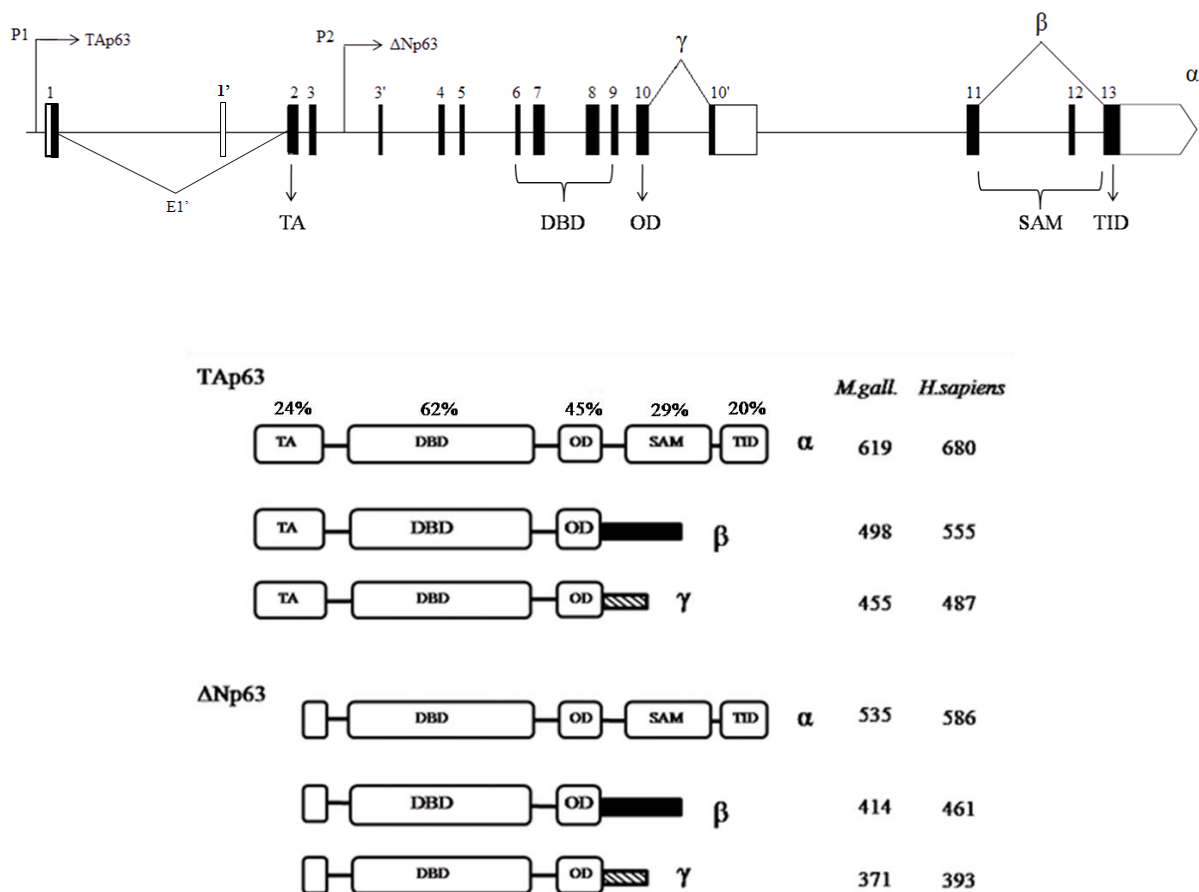 P1 TAp63 P2 ΔNp63 γ β α
1 1’ 2 3 3' 4 5 6 7 8 9 10 10' 11 12 13
E1’ TA DBD OD SAM TID
TAp63 M.gall. H.sapiens
24% 62% 45% 29% 20%
TA DBD OD SAM TID α 619 680
TA DBD OD β 498 555
TA DBD OD γ 455 487
ΔNp63
DBD OD SAM TID α 535 586
DBD OD β 414 461
DBD OD γ 371 393